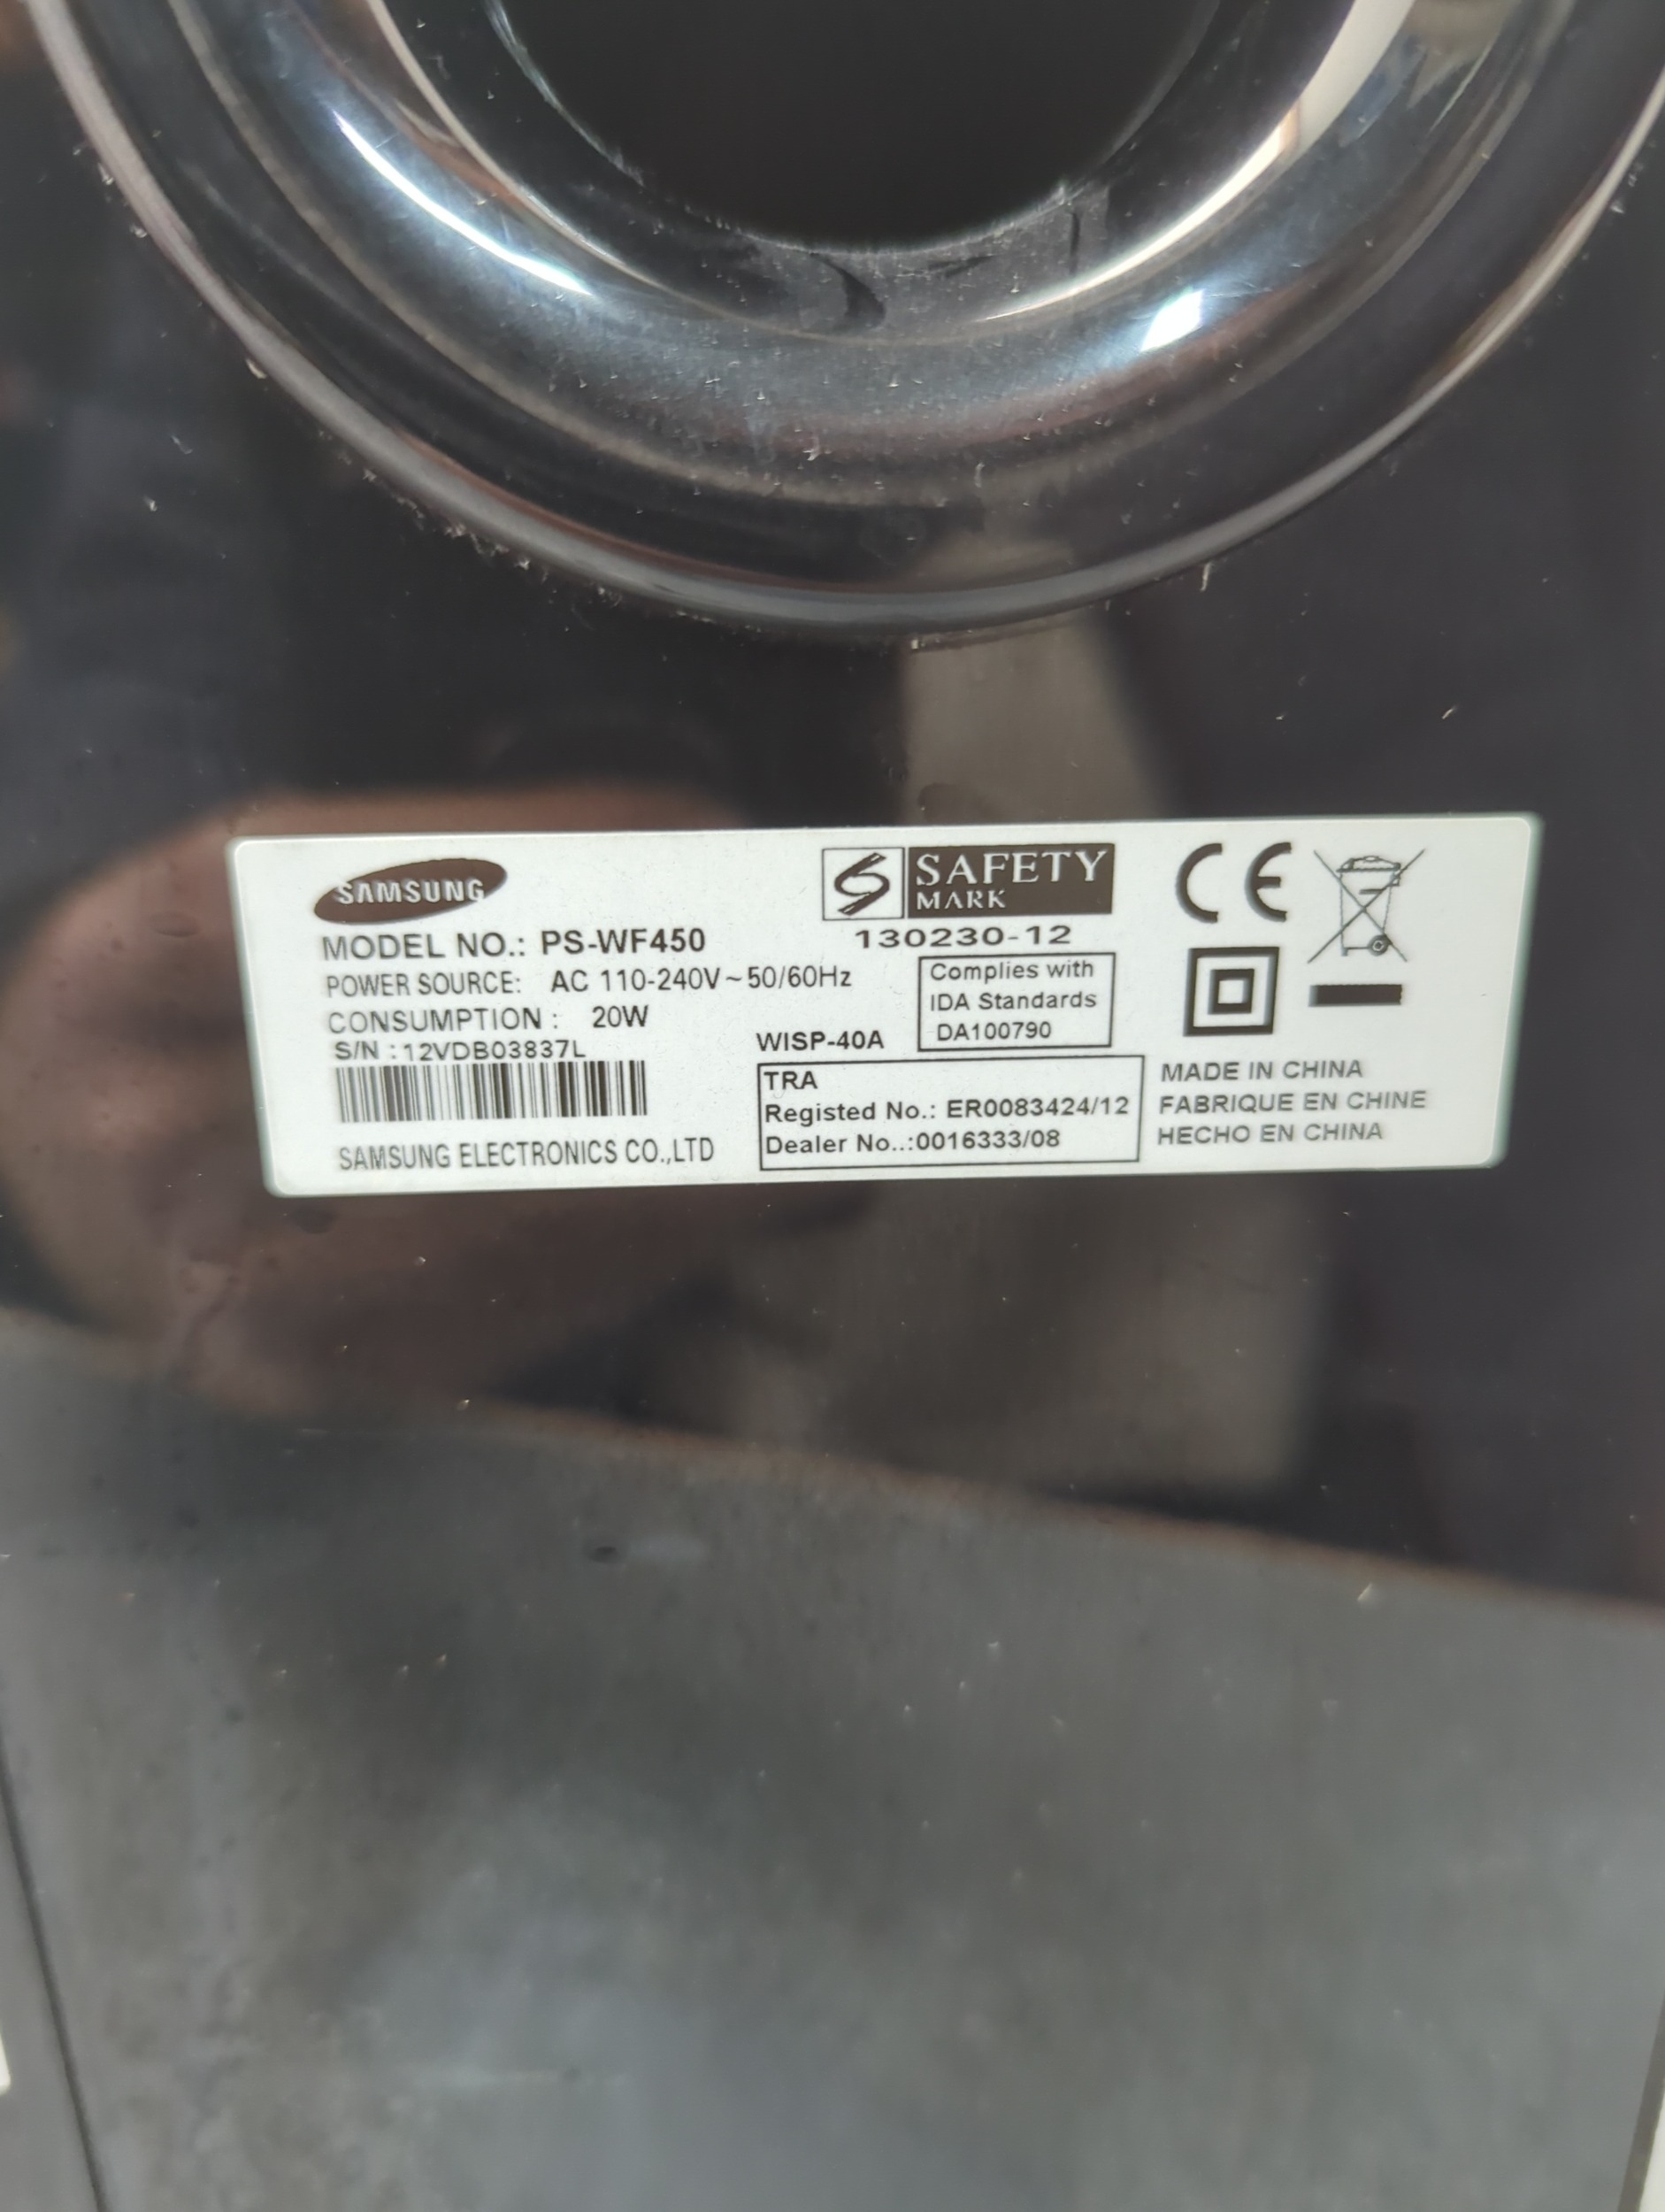 SAMSUNG
MODEL NO.: PS-WF450
POWER SOURCE: AC 110-240V~50/60Hz
CONSUMPTION : 20W
S/N :12VDB03837L
SAMSUNG ELECTRONICS CO.,LTD
SAFETY
MARK
130230-12
Complies with
IDA Standards
DA100790
WISP-40A
TRA
Registed No.: ER0083424/12
Dealer No..:0016333/08
CE
MADE IN CHINA
FABRIQUE EN CHINE
HECHO EN CHINA